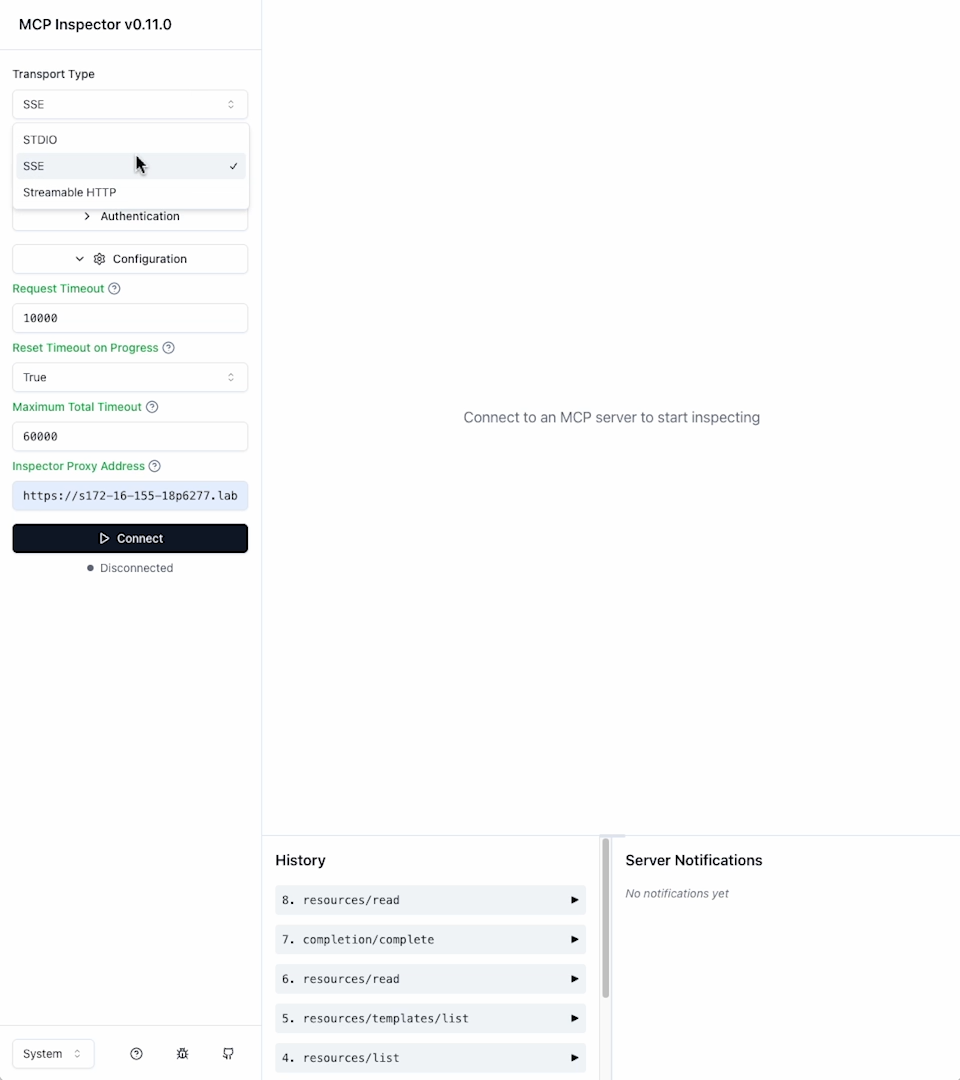 MCP Inspector v0.11.0
Transport Type
SSE
STDIO
SSE
Streamable HTTP
Authentication
Configuration
Request Timeout
10000
Reset Timeout on Progress
True
Maximum Total Timeout
60000
Inspector Proxy Address
https://s172-16-155-18p6277.lab
Connect
Disconnected
System
Connect to an MCP server to start inspecting
History
8. resources/read
7. completion/complete
6. resources/read
5. resources/templates/list
4. resources/list
Server Notifications
No notifications yet